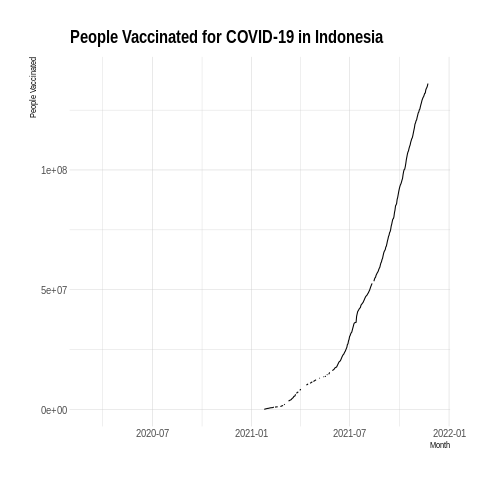 People Vaccinated for COVID-19 in Indonesia
People Vaccinated
1e+08
5e+07
0e+00
2020-07 2021-01 2021-07 2022-01
Month